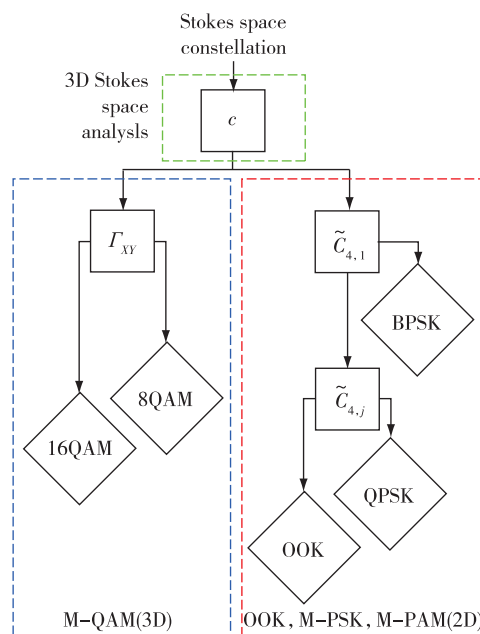 Stokes space
constellation
3D Stokes
space
analysls
c
Γ_XY
C̃_4,1
BPSK
8QAM
16QAM
C̃_4,j
QPSK
OOK
M-QAM(3D)
OOK, M-PSK, M-PAM(2D)